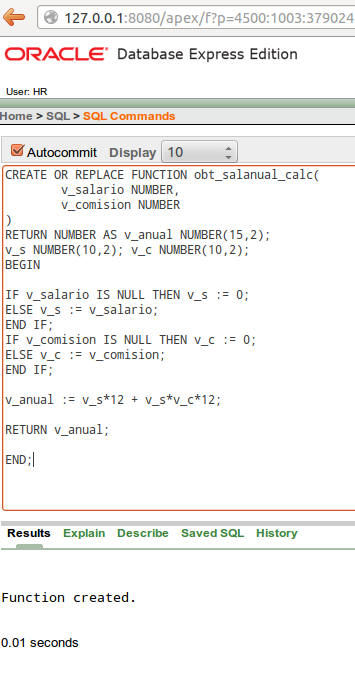 127.0.0.1:8080/apex/f?p=4500:1003:379024
ORACLE® Database Express Edition
User: HR
Home > SQL > SQL Commands
Autocommit Display 10
CREATE OR REPLACE FUNCTION obt_salanual_calc(
v_salario NUMBER,
v_comision NUMBER
)
RETURN NUMBER AS v_anual NUMBER(15,2);
v_s NUMBER(10,2); v_c NUMBER(10,2);
BEGIN
IF v_salario IS NULL THEN v_s := 0;
ELSE v_s := v_salario;
END IF;
IF v_comision IS NULL THEN v_c := 0;
ELSE v_c := v_comision;
END IF;
v_anual := v_s*12 + v_s*v_c*12;
RETURN v_anual;
END;
Results Explain Describe Saved SQL History
Function created.
0.01 seconds